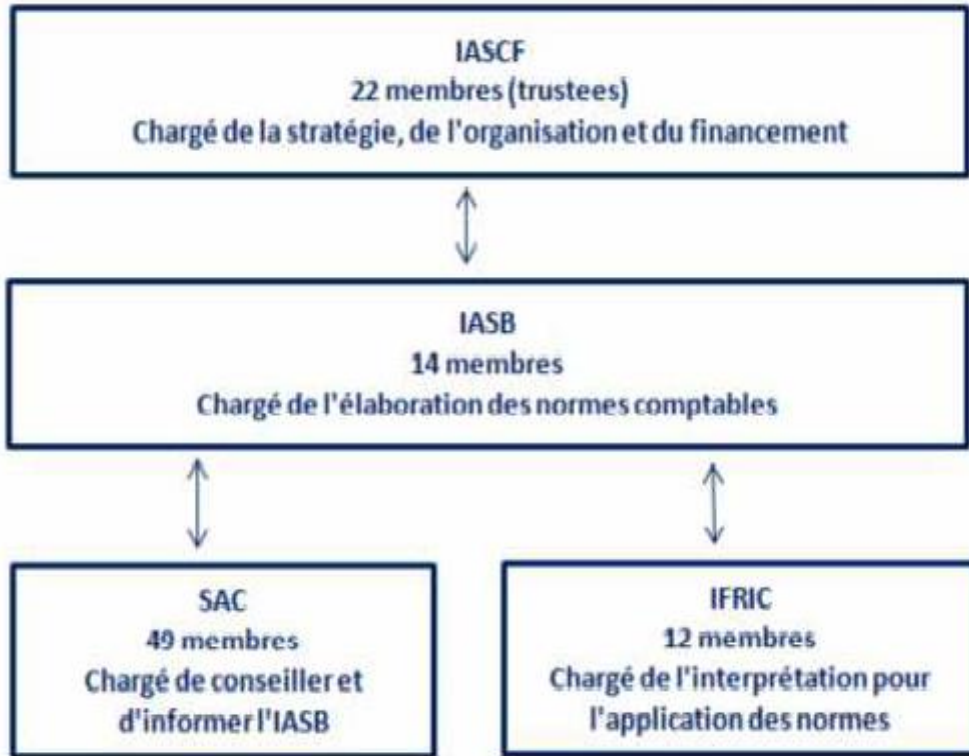 IASCF
22 membres (trustees)
Chargé de la stratégie, de l'organisation et du financement
IASB
14 membres
Chargé de l'élaboration des normes comptables
SAC
49 membres
Chargé de conseiller et
d'informer l'IASB
IFRIC
12 membres
Chargé de l'interprétation pour
l'application des normes